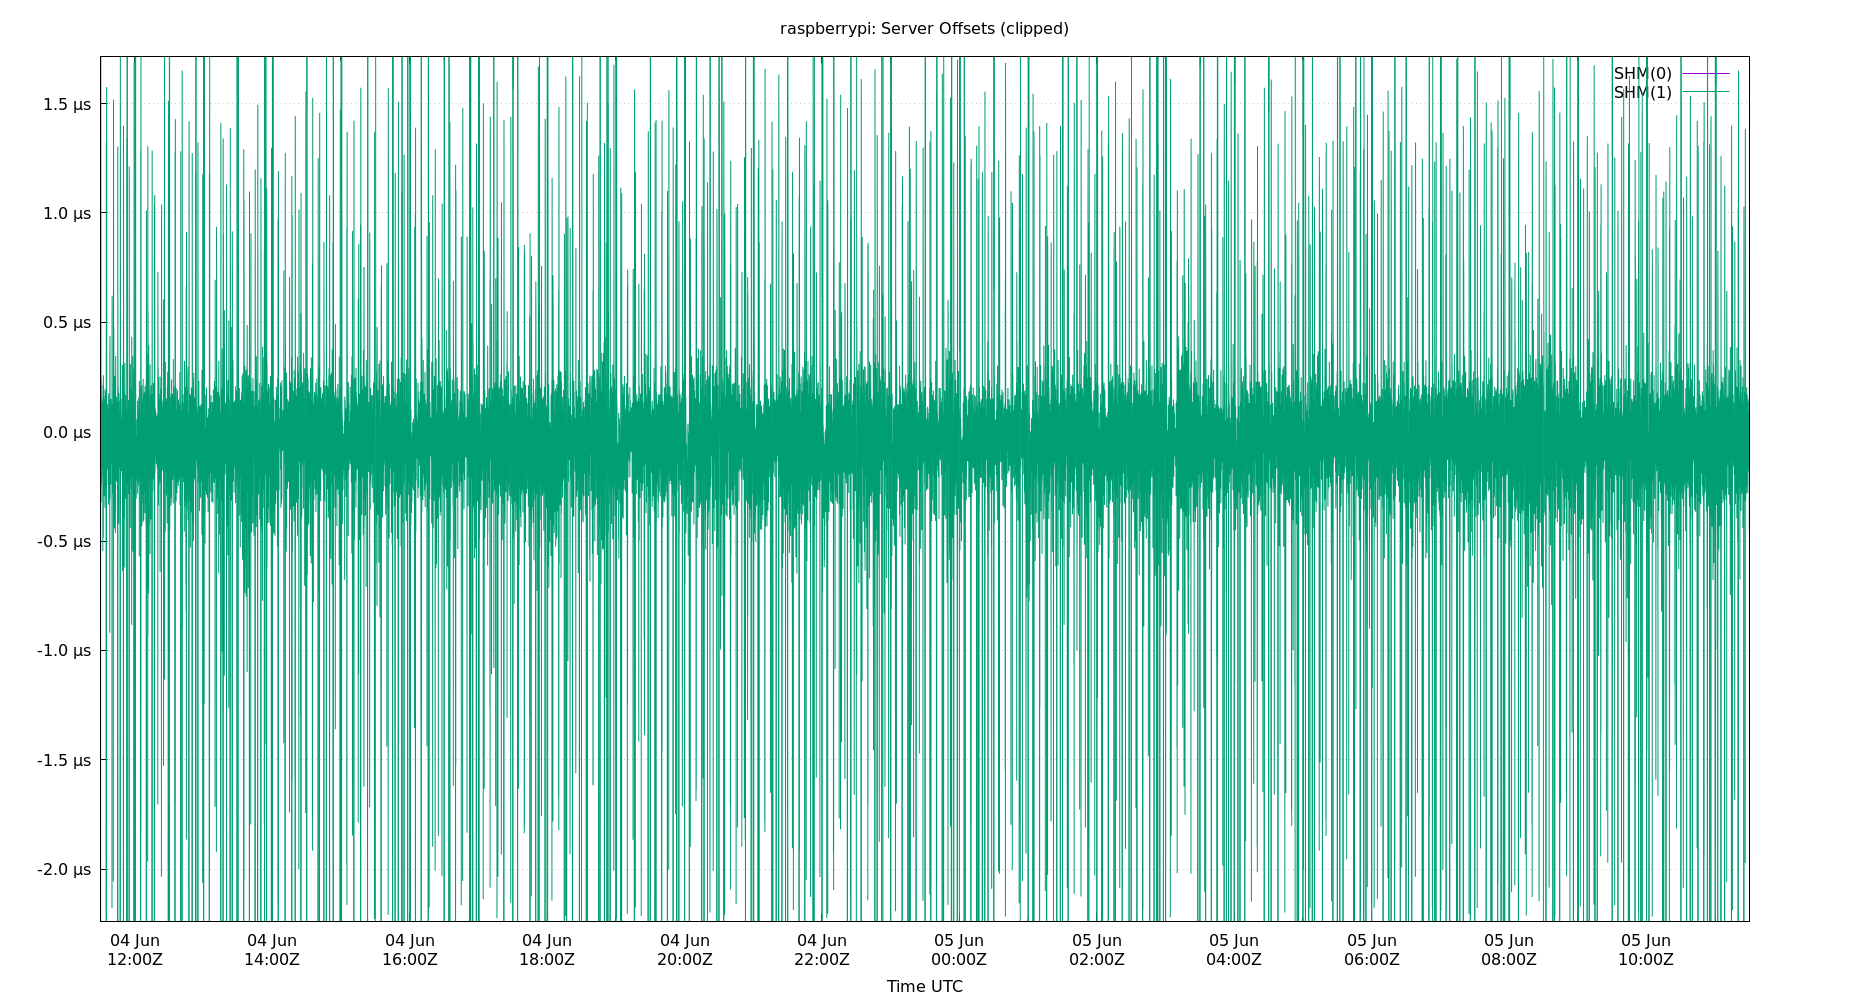 raspberrypi: Server Offsets (clipped)
SHM(0)
SHM(1)
1.5 µs
1.0 µs
0.5 µs
0.0 µs
-0.5 µs
-1.0 µs
-1.5 µs
-2.0 µs
04 Jun 04 Jun 04 Jun 04 Jun 04 Jun 04 Jun 05 Jun 05 Jun 05 Jun 05 Jun 05 Jun 05 Jun
12:00Z 14:00Z 16:00Z 18:00Z 20:00Z 22:00Z 00:00Z 02:00Z 04:00Z 06:00Z 08:00Z 10:00Z
Time UTC